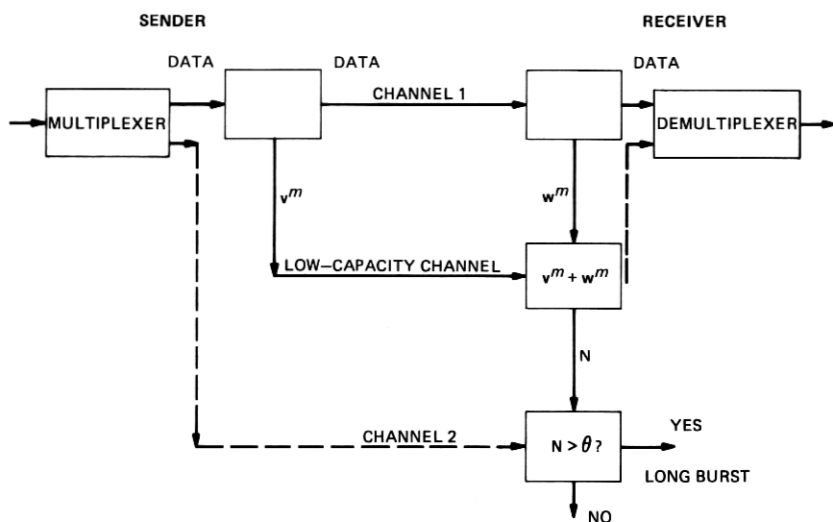 SENDER
RECEIVER
DATA
DATA
DATA
MULTIPLEXER
CHANNEL 1
DEMULTIPLEXER
v^m
w^m
LOW–CAPACITY CHANNEL
v^m + w^m
N
CHANNEL 2
N > θ ?
YES
LONG BURST
NO